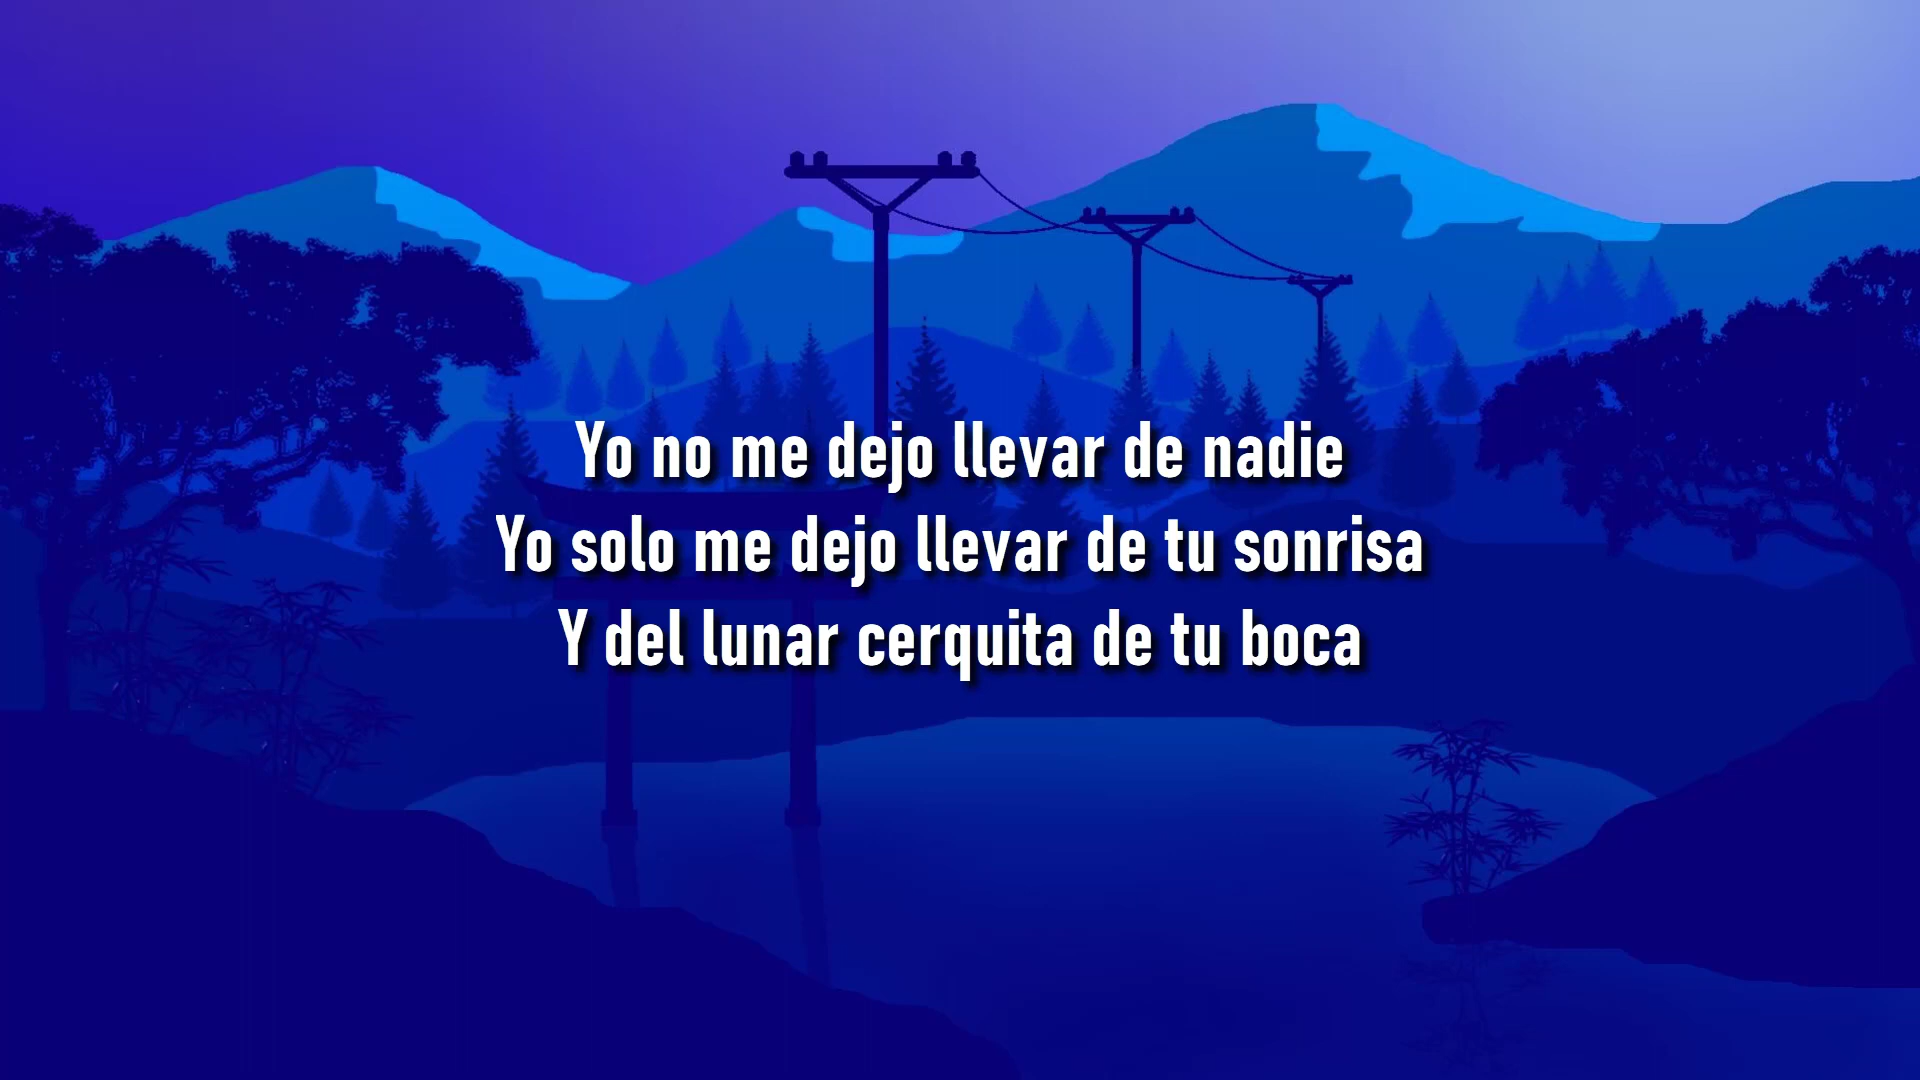 Yo no me dejo llevar de nadie
Yo solo me dejo llevar de tu sonrisa
Y del lunar cerquita de tu boca